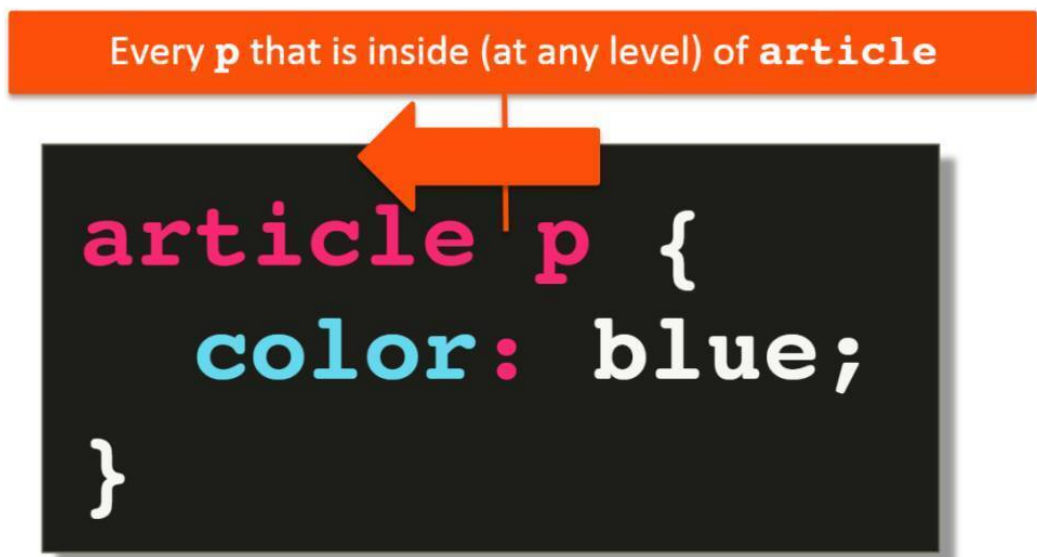 Every p that is inside (at any level) of article
article p {
color: blue;
}